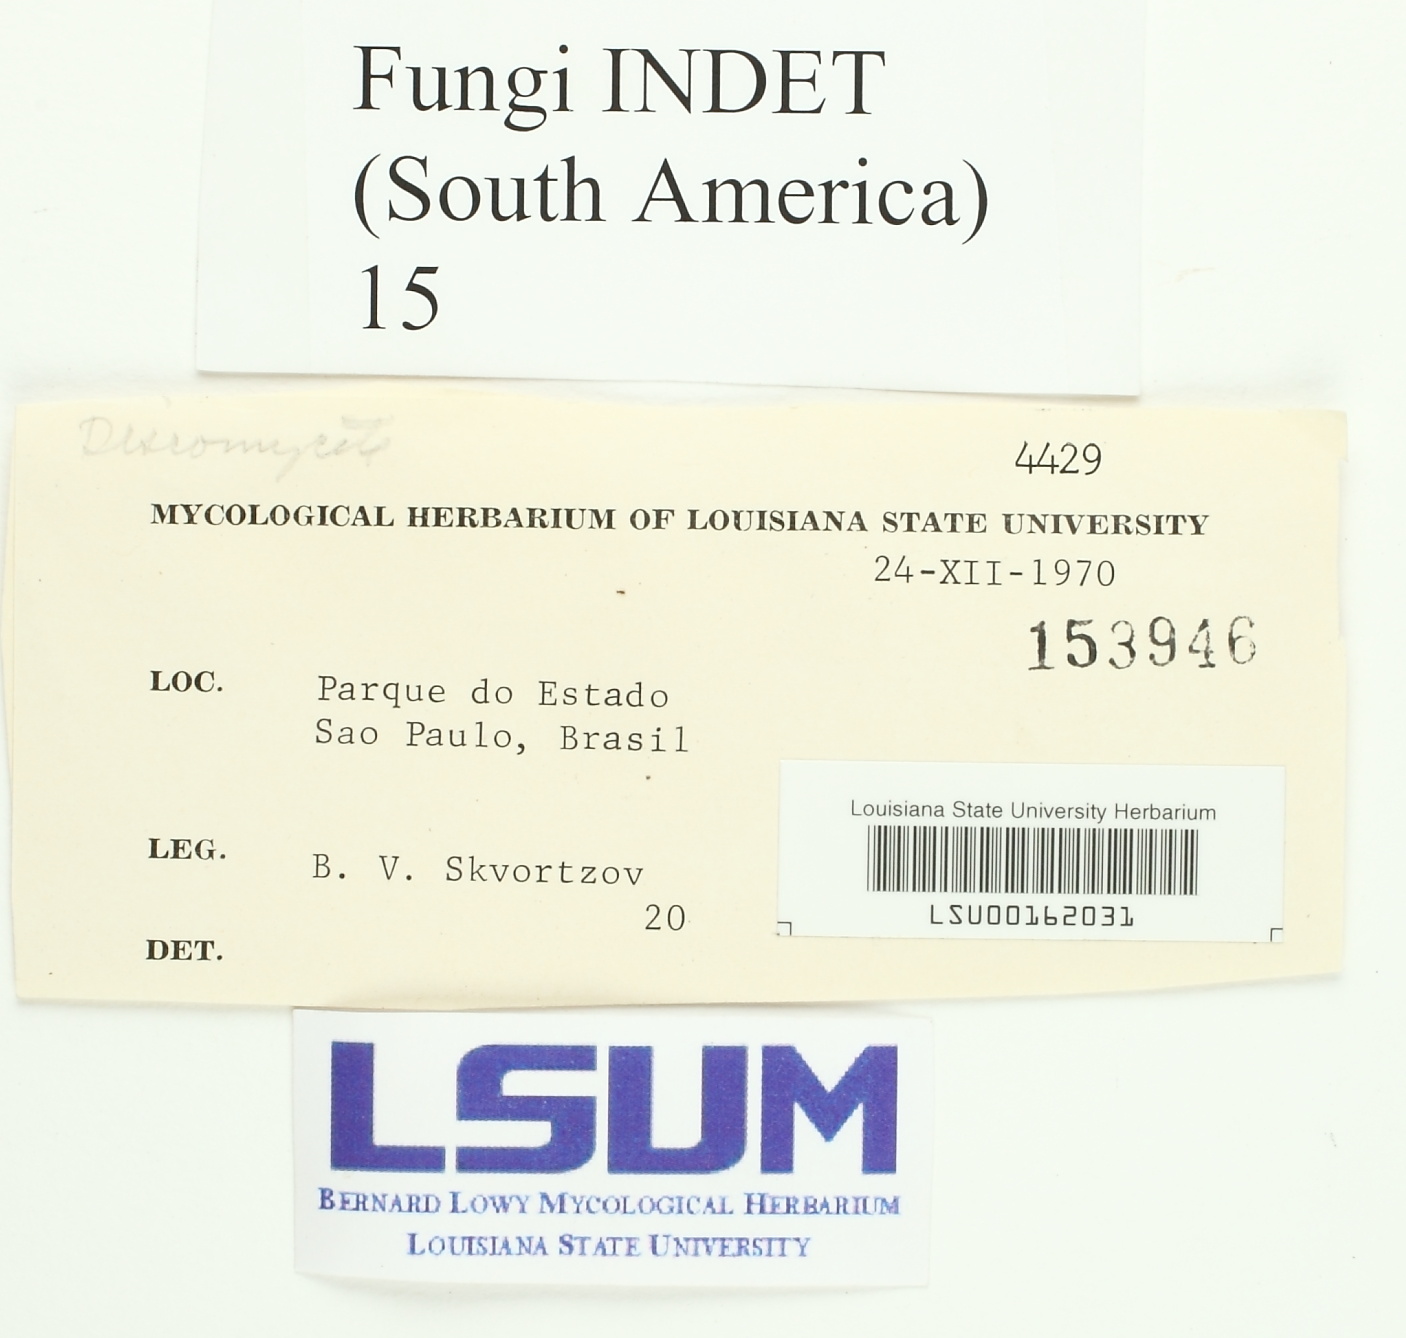 Fungi INDET
(South America)
15
Discomycete
4429
MYCOLOGICAL HERBARIUM OF LOUISIANA STATE UNIVERSITY
24-XII-1970
153946
LOC. Parque do Estado
Sao Paulo, Brasil
Louisiana State University Herbarium
LSU00162031
LEG. B. V. Skvortzov
20
DET.
LSUM
BERNARD LOWY MYCOLOGICAL HERBARIUM
LOUISIANA STATE UNIVERSITY